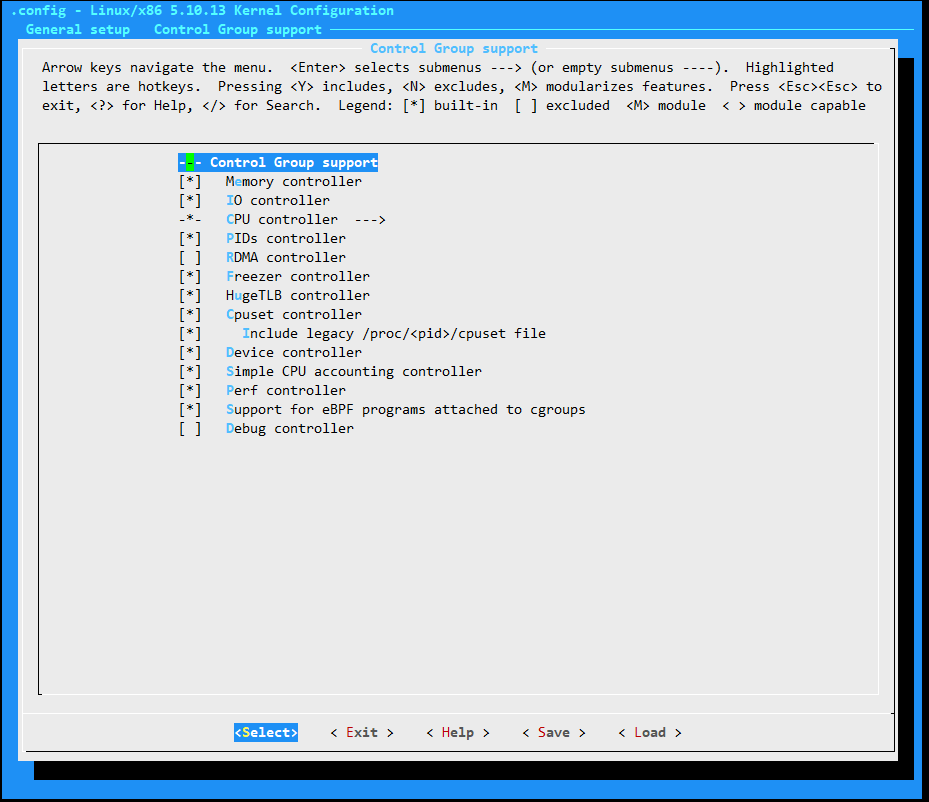 .config - Linux/x86 5.10.13 Kernel Configuration
General setup   Control Group support
Control Group support
Arrow keys navigate the menu.  <Enter> selects submenus ---> (or empty submenus ----).  Highlighted
letters are hotkeys.  Pressing <Y> includes, <N> excludes, <M> modularizes features.  Press <Esc><Esc> to
exit, <?> for Help, </> for Search.  Legend: [*] built-in  [ ] excluded  <M> module  < > module capable
--- Control Group support
[*]   Memory controller
[*]   IO controller
-*-   CPU controller  --->
[*]   PIDs controller
[ ]   RDMA controller
[*]   Freezer controller
[*]   HugeTLB controller
[*]   Cpuset controller
[*]     Include legacy /proc/<pid>/cpuset file
[*]   Device controller
[*]   Simple CPU accounting controller
[*]   Perf controller
[*]   Support for eBPF programs attached to cgroups
[ ]   Debug controller
<Select>    < Exit >    < Help >    < Save >    < Load >